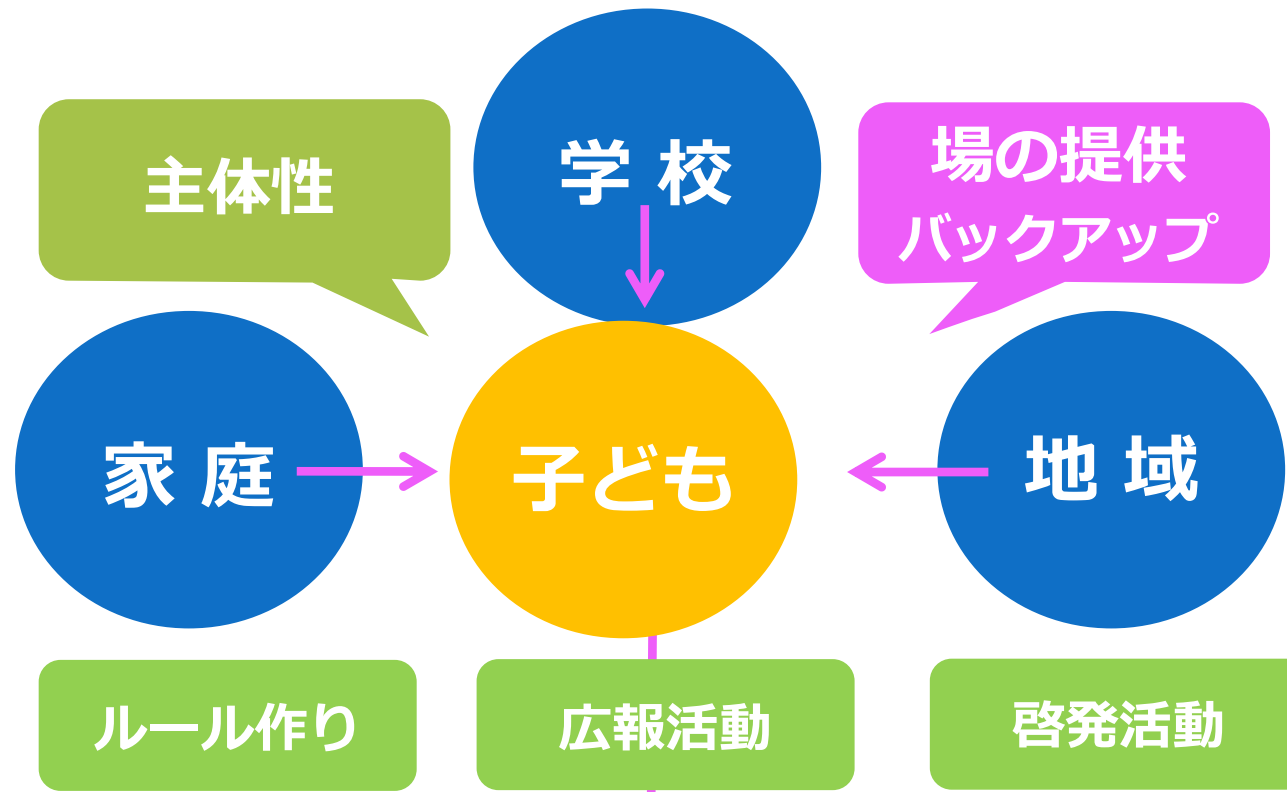 学 校
主体性
場の提供
バックアップ
家 庭
子ども
地 域
ルール作り
広報活動
啓発活動